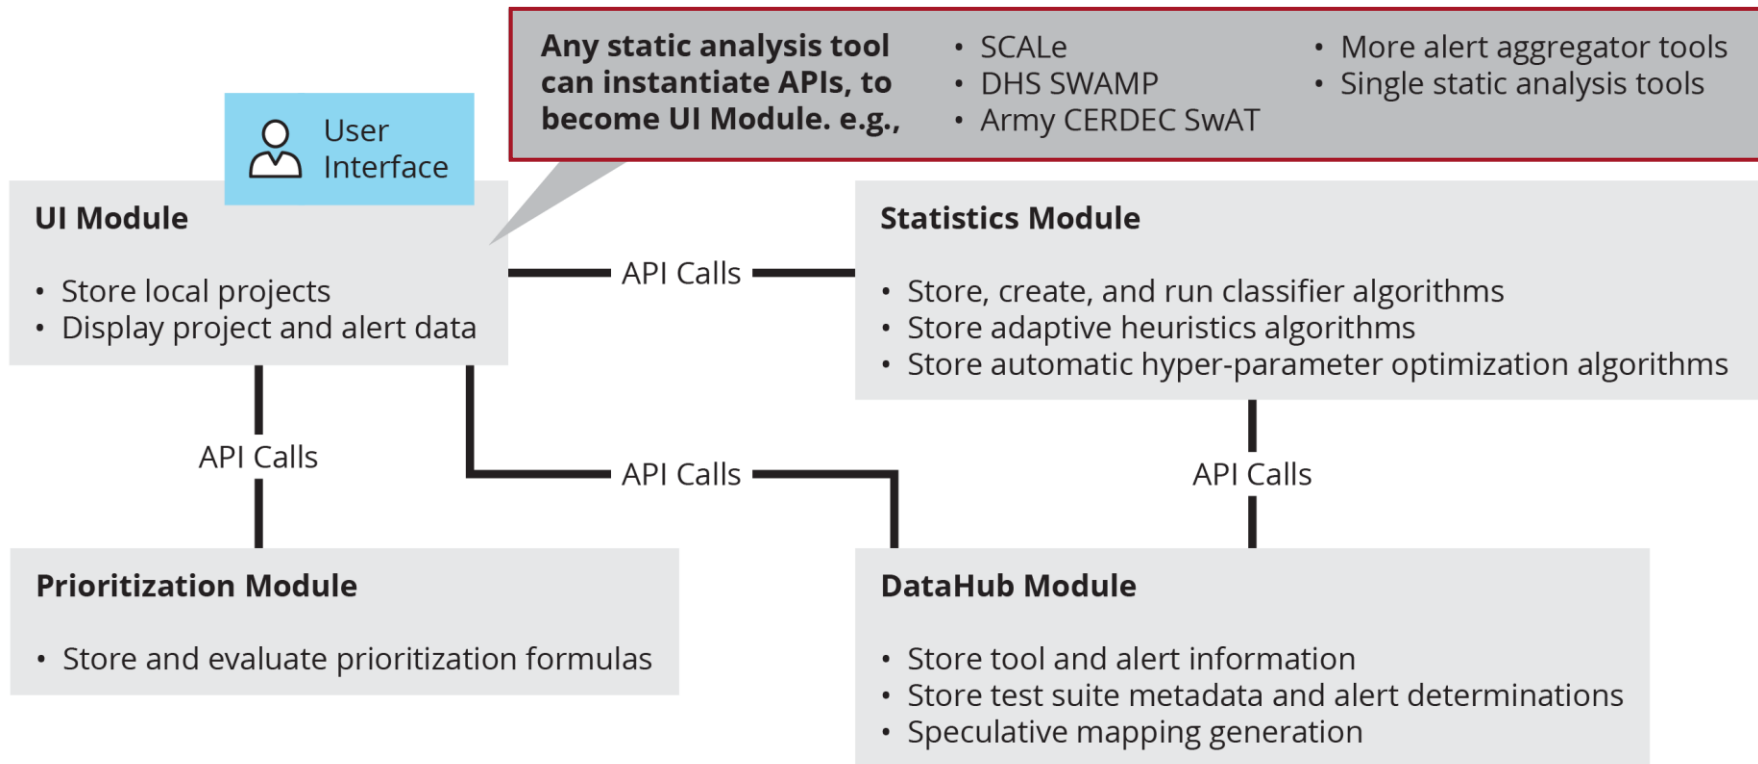 Any static analysis tool
can instantiate APIs, to
become UI Module. e.g.,
• SCALe
• DHS SWAMP
• Army CERDEC SwAT
• More alert aggregator tools
• Single static analysis tools
User
Interface
UI Module
• Store local projects
• Display project and alert data
API Calls
Statistics Module
• Store, create, and run classifier algorithms
• Store adaptive heuristics algorithms
• Store automatic hyper-parameter optimization algorithms
API Calls
API Calls
API Calls
Prioritization Module
• Store and evaluate prioritization formulas
DataHub Module
• Store tool and alert information
• Store test suite metadata and alert determinations
• Speculative mapping generation